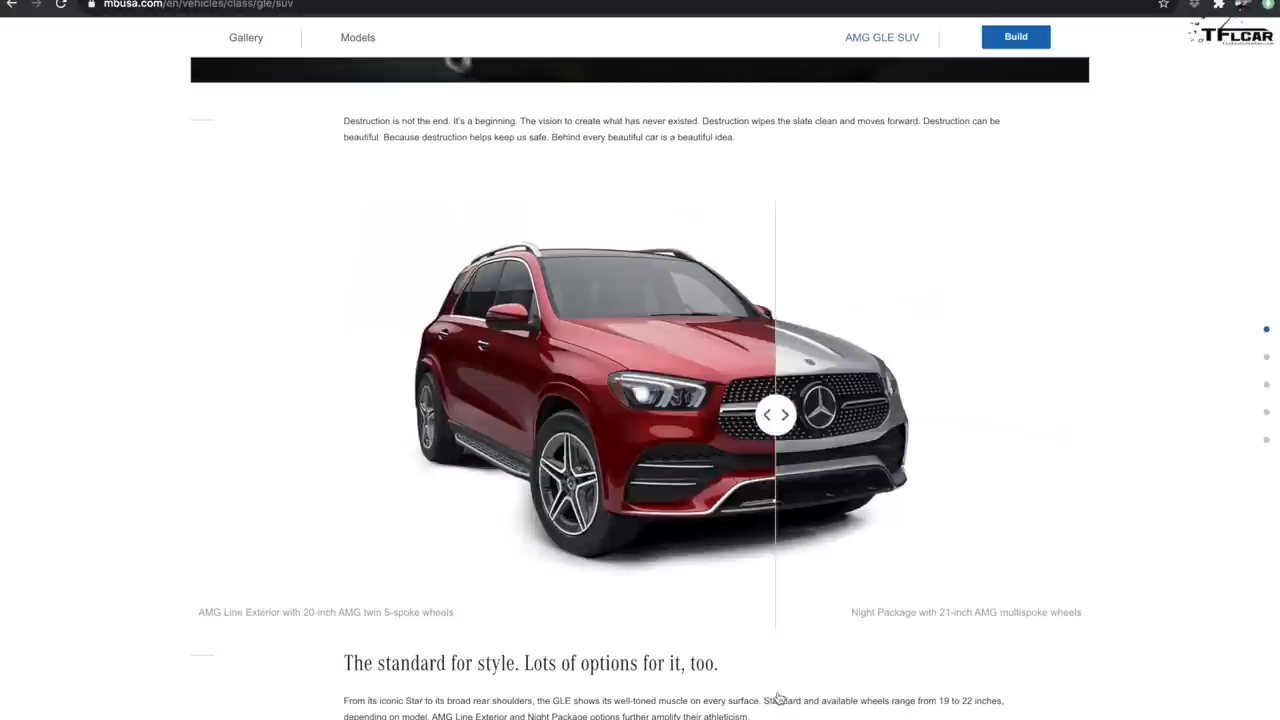 mbusa.com/en/vehicles/class/gle/suv
TFLCAR
Gallery
Models
AMG GLE SUV
Build
Destruction is not the end. It's a beginning. The vision to create what has never existed. Destruction wipes the slate clean and moves forward. Destruction can be
beautiful. Because destruction helps keep us safe. Behind every beautiful car is a beautiful idea.
AMG Line Exterior with 20-inch AMG twin 5-spoke wheels
Night Package with 21-inch AMG multispoke wheels
The standard for style. Lots of options for it, too.
From its iconic Star to its broad rear shoulders, the GLE shows its well-toned muscle on every surface. Standard and available wheels range from 19 to 22 inches,
depending on model. AMG Line Exterior and Night Package options further amplify their athleticism.